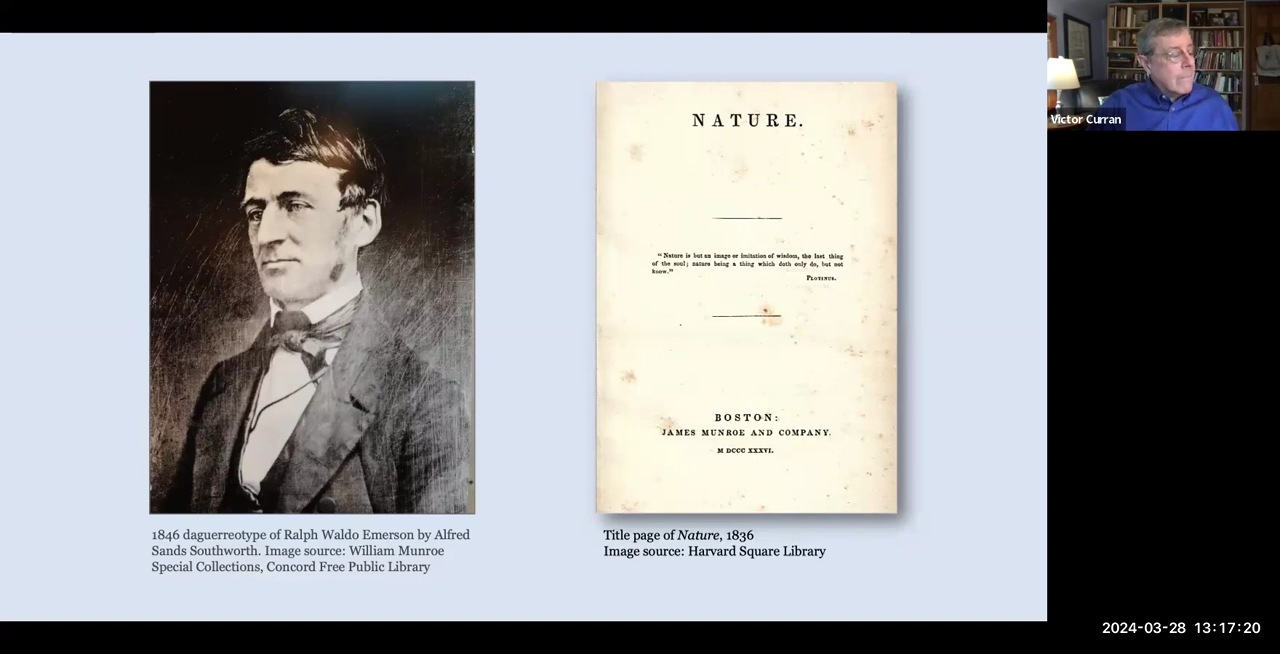 Victor Curran
NATURE.
“Nature is but an image or imitation of wisdom, the last thing
of the soul; nature being a thing which doth only do, but not
know.”
Plotinus.
BOSTON:
JAMES MUNROE AND COMPANY.
M DCCC XXXVI.
1846 daguerreotype of Ralph Waldo Emerson by Alfred
Sands Southworth. Image source: William Munroe
Special Collections, Concord Free Public Library
Title page of Nature, 1836
Image source: Harvard Square Library
2024-03-28 13:17:20